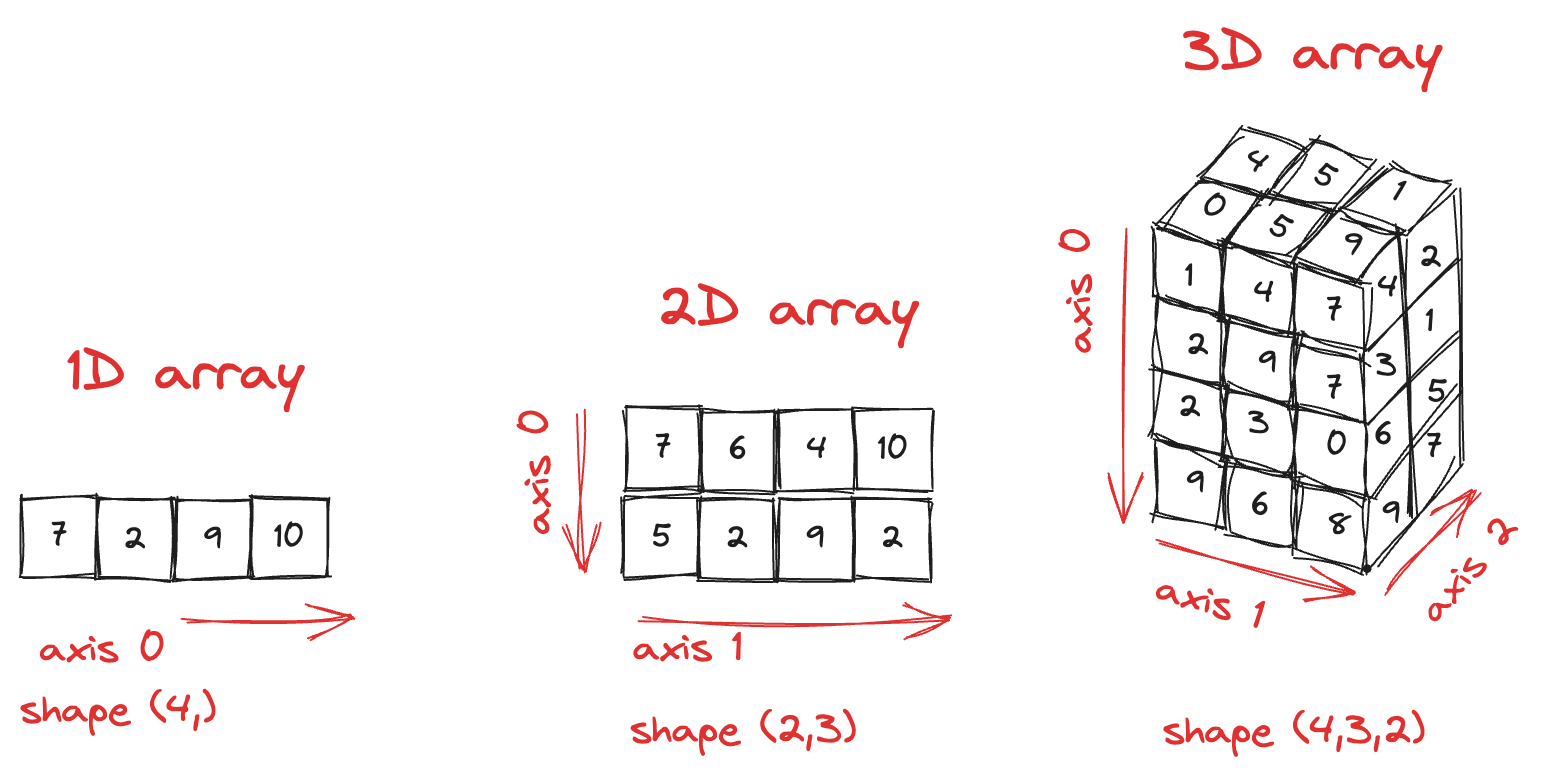 1D array
7 2 9 10
axis 0
shape (4,)
2D array
axis 0
7 6 4 10
5 2 9 2
axis 1
shape (2,3)
3D array
4 5 1
0 5 9
axis 0
1 4 7 4 2
2 9 7 3 1
2 3 0 6 5
9 6 8 9 7
axis 1
axis 2
shape (4,3,2)